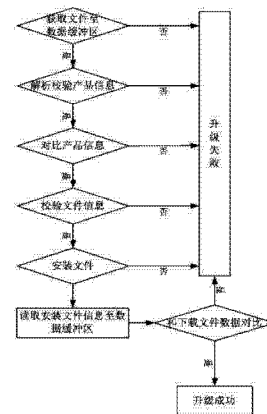 获取文件至
数据缓冲区
否
是
解析校验产品信息
否
是
对比产品信息
否
是
检验文件信息
否
是
安装文件
否
是
升级失败
读取安装文件信息至数
据缓冲区
和下载文件数据对比
是
升级成功